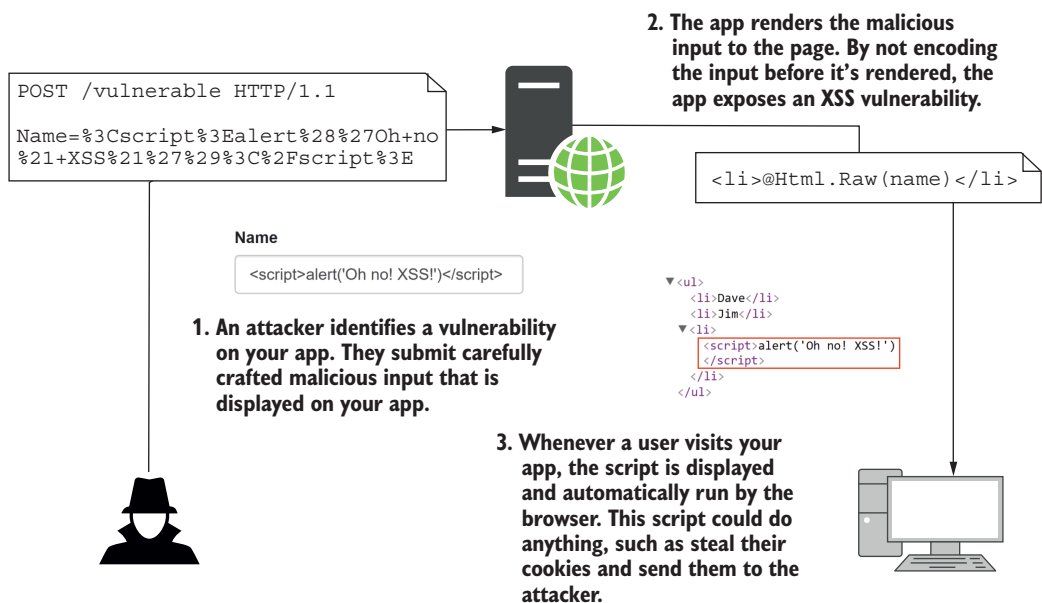 2. The app renders the malicious
input to the page. By not encoding
the input before it's rendered, the
app exposes an XSS vulnerability.
POST /vulnerable HTTP/1.1
Name=%3Cscript%3Ealert%28%27Oh+no
%21+XSS%21%27%29%3C%2Fscript%3E
<li>@Html.Raw(name)</li>
Name
<script>alert('Oh no! XSS!')</script>
1. An attacker identifies a vulnerability
on your app. They submit carefully
crafted malicious input that is
displayed on your app.
▼<ul>
<li>Dave</li>
<li>Jim</li>
▼<li>
<script>alert('Oh no! XSS!')
</script>
</li>
</ul>
3. Whenever a user visits your
app, the script is displayed
and automatically run by the
browser. This script could do
anything, such as steal their
cookies and send them to the
attacker.